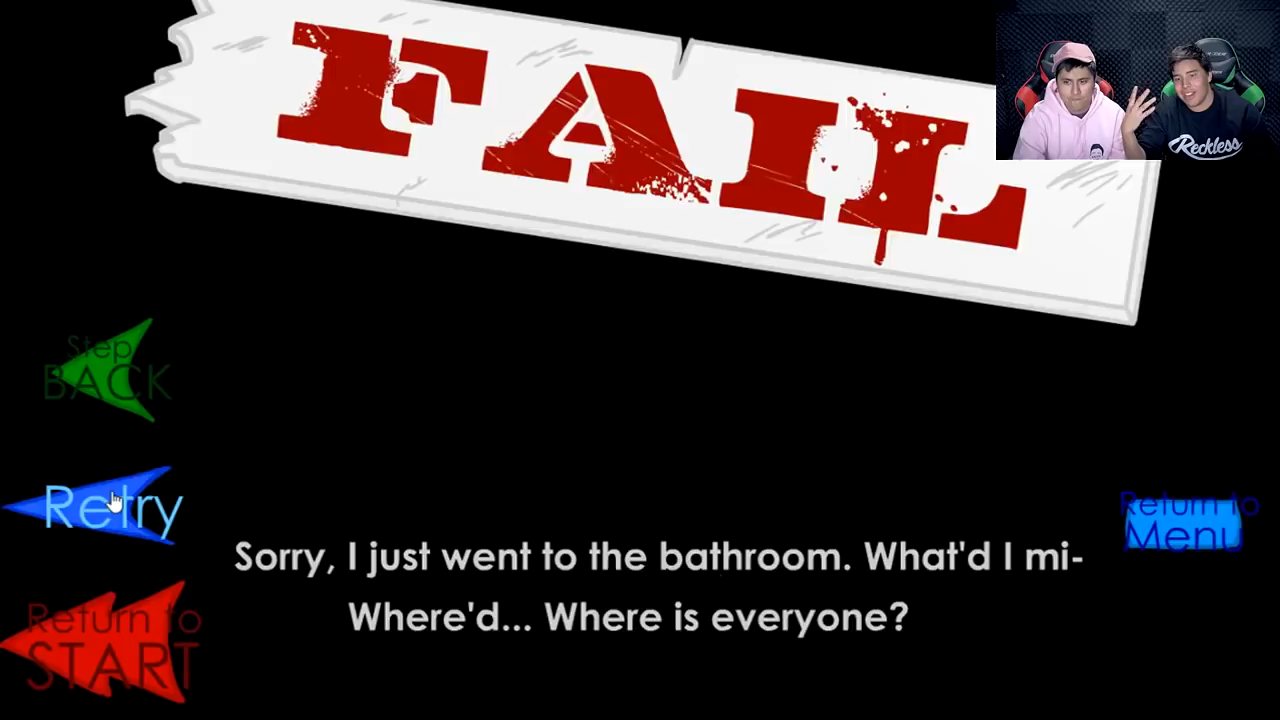 FAIL
Reckless
Step
BACK
Retry
Return to
START
Sorry, I just went to the bathroom. What'd I mi-
Where'd... Where is everyone?
Return to
Menu